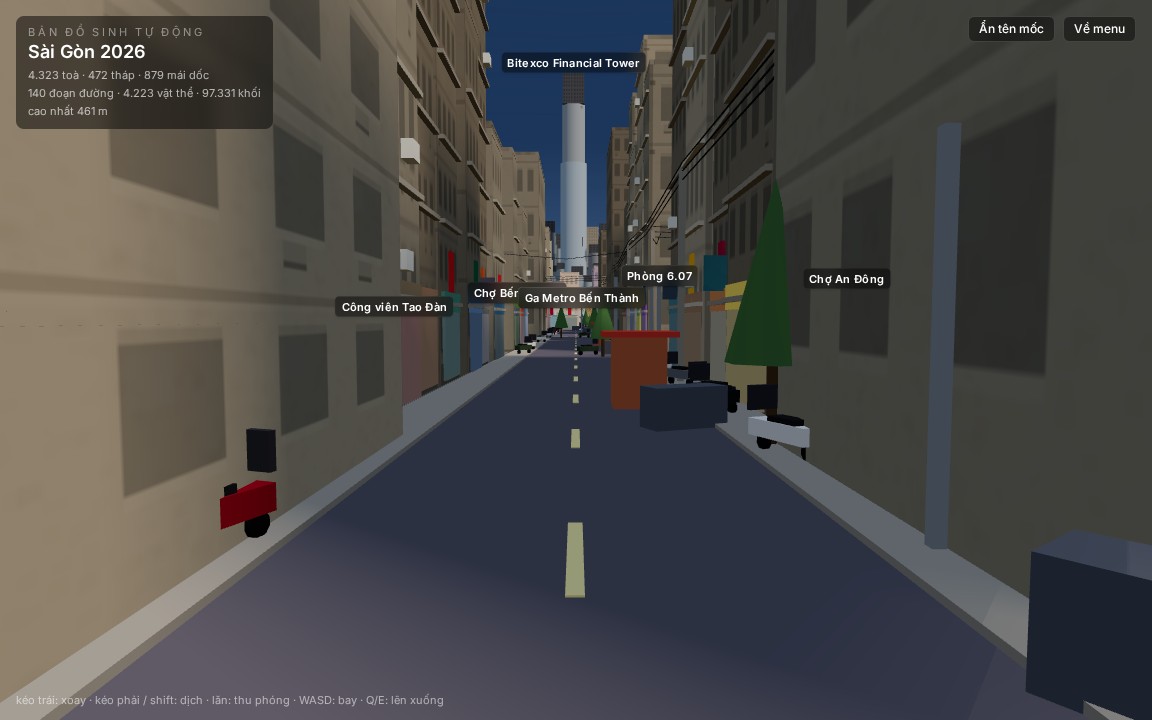 BẢN ĐỒ SINH TỰ ĐỘNG
Sài Gòn 2026
4.323 toà · 472 tháp · 879 mái dốc
140 đoạn đường · 4.223 vật thể · 97.331 khối
cao nhất 461 m
Ẩn tên mốc
Về menu
Bitexco Financial Tower
Phòng 6.07
Chợ An Đông
Chợ Bến
Ga Metro Bến Thành
Công viên Tao Đàn
kéo trái: xoay · kéo phải / shift: dịch · lăn: thu phóng · WASD: bay · Q/E: lên xuống